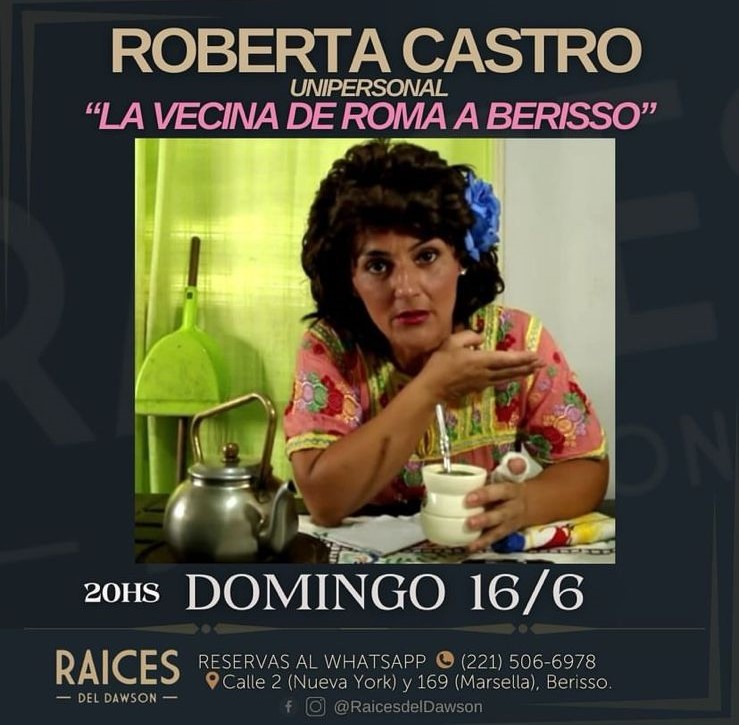 ROBERTA CASTRO
UNIPERSONAL
“LA VECINA DE ROMA A BERISSO”
20HS DOMINGO 16/6
RAICES
DEL DAWSON
RESERVAS AL WHATSAPP (221) 506-6978
Calle 2 (Nueva York) y 169 (Marsella), Berisso.
@RaicesdelDawson